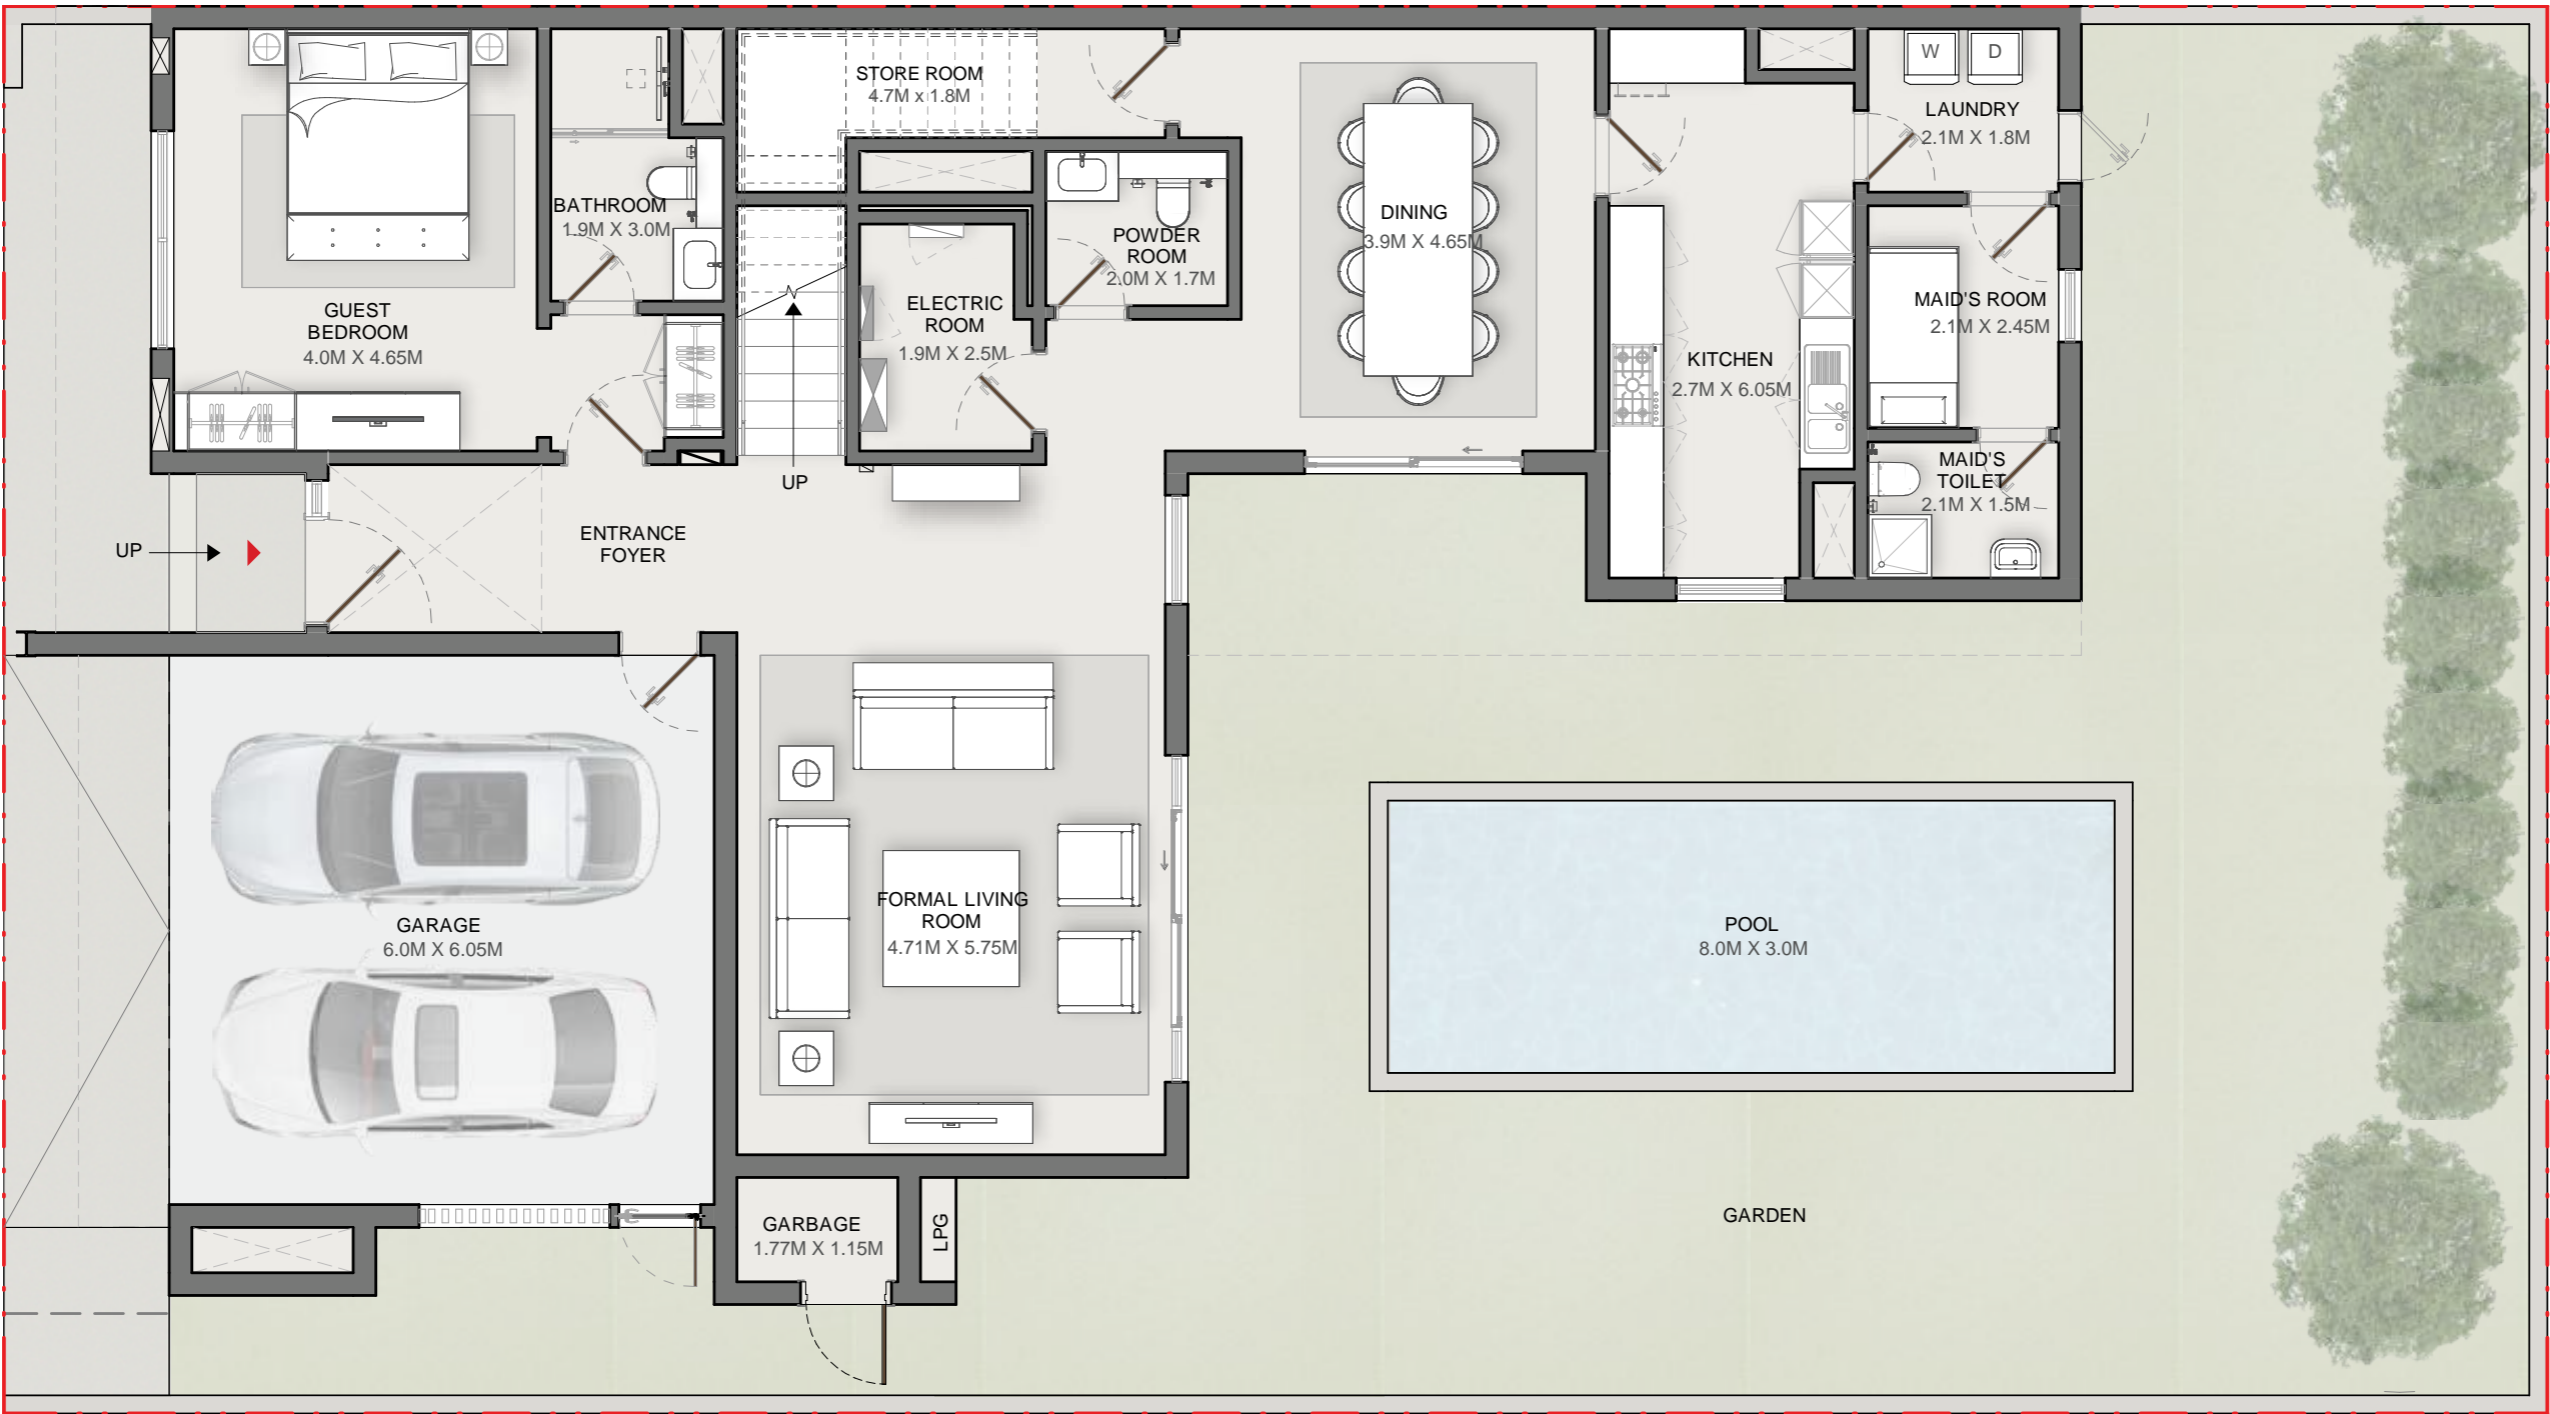 STORE ROOM
4.7M x 1.8M
W
D
LAUNDRY
2.1M X 1.8M
BATHROOM
1.9M X 3.0M
DINING
3.9M X 4.65M
POWDER
ROOM
2.0M X 1.7M
GUEST
BEDROOM
4.0M X 4.65M
ELECTRIC
ROOM
1.9M X 2.5M
MAID'S ROOM
2.1M X 2.45M
KITCHEN
2.7M X 6.05M
MAID'S
TOILET
2.1M X 1.5M
UP
UP
ENTRANCE
FOYER
FORMAL LIVING
ROOM
4.71M X 5.75M
GARAGE
6.0M X 6.05M
POOL
8.0M X 3.0M
GARBAGE
1.77M X 1.15M
LPG
GARDEN